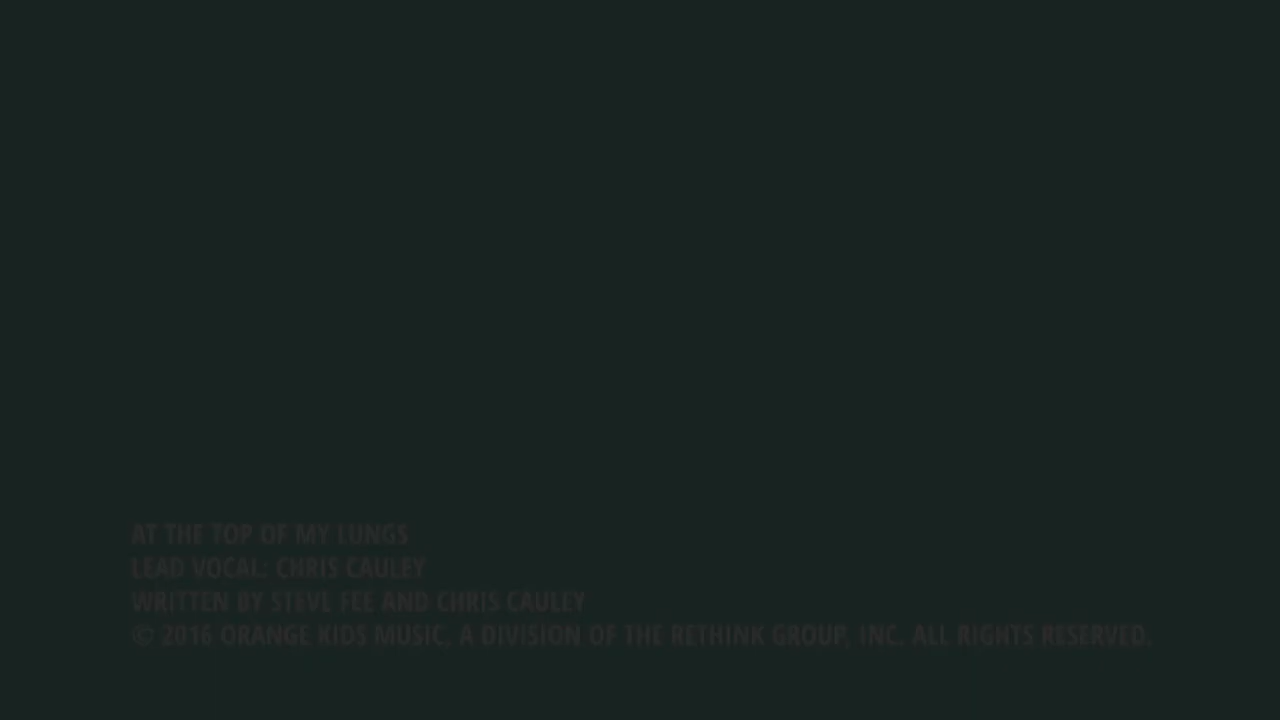 AT THE TOP OF MY LUNGS
LEAD VOCAL: CHRIS CAULEY
WRITTEN BY STEVE FEE AND CHRIS CAULEY
© 2016 ORANGE KIDS MUSIC. A DIVISION OF THE RETHINK GROUP, INC. ALL RIGHTS RESERVED.